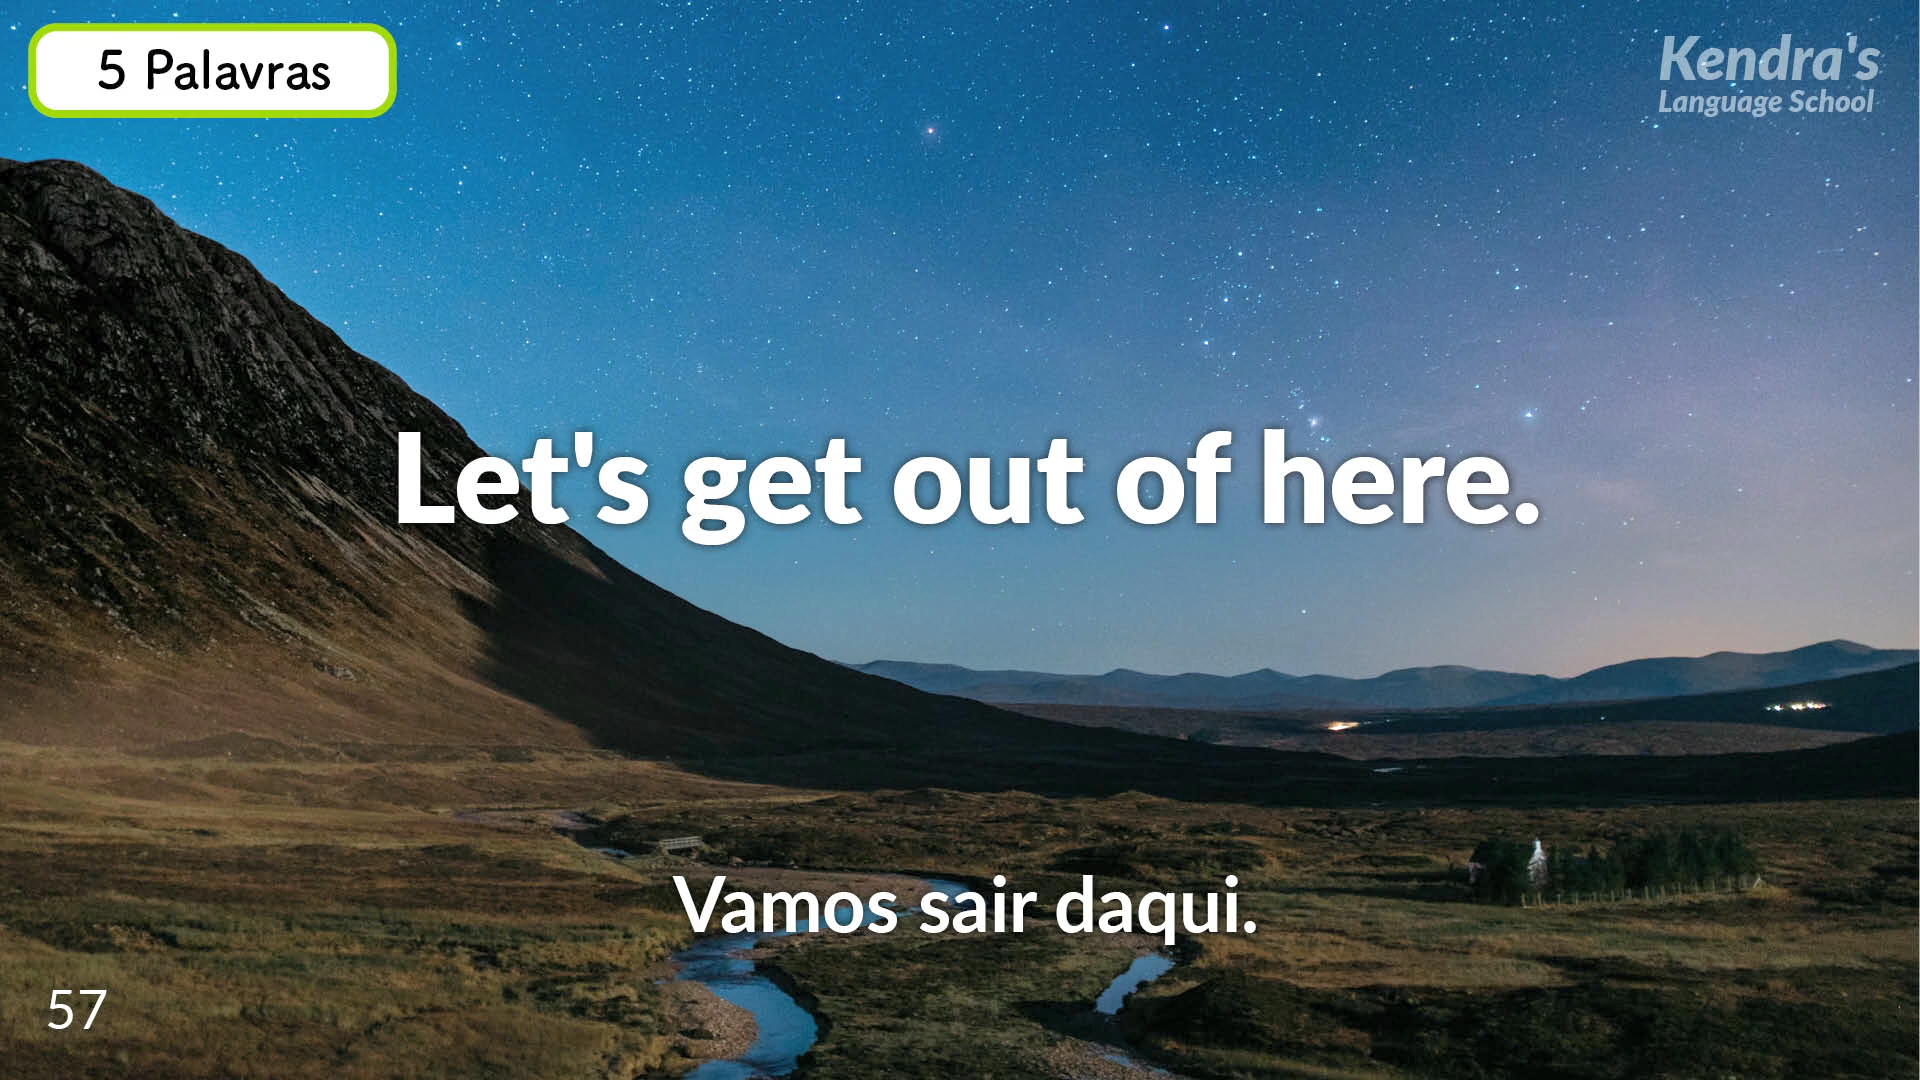 5 Palavras
Kendra's
Language School
Let's get out of here.
Vamos sair daqui.
57